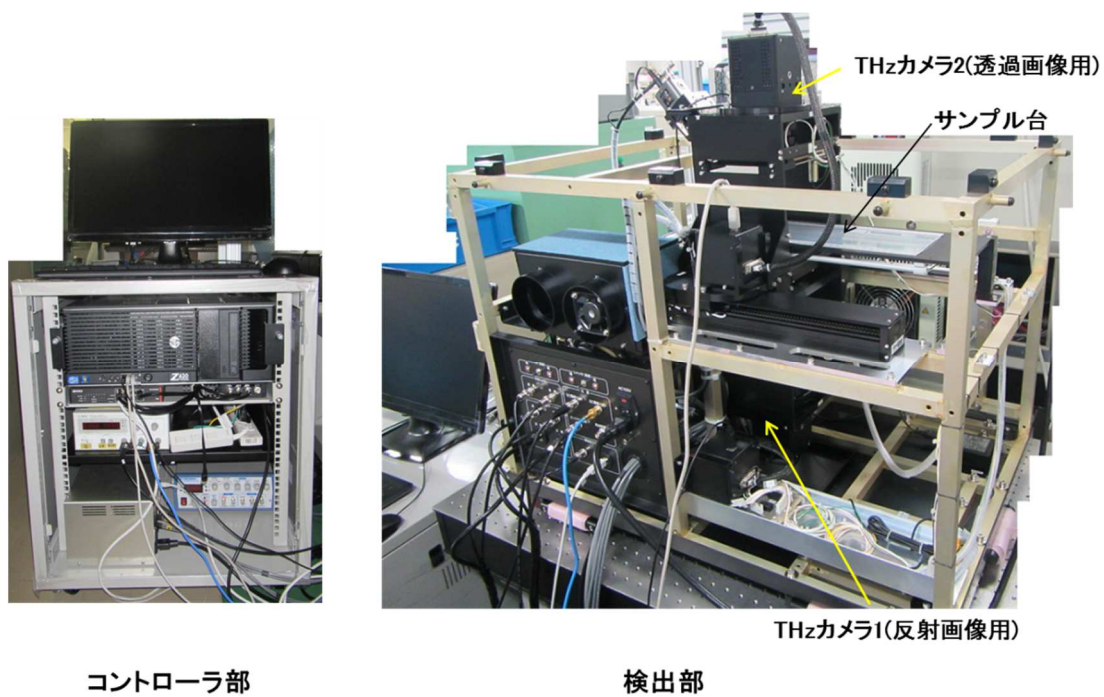 THzカメラ2(透過画像用)
サンプル台
Z420
THzカメラ1(反射画像用)
コントローラ部
検出部